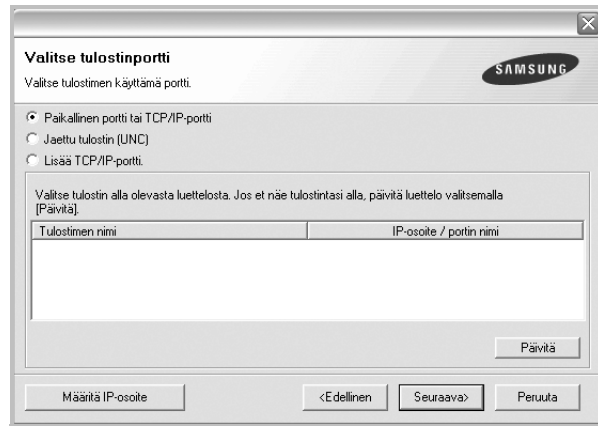 Valitse tulostinportti
Valitse tulostimen käyttämä portti.
SAMSUNG
Paikallinen portti tai TCP/IP-portti
Jaettu tulostin (UNC)
Lisää TCP/IP-portti.
Valitse tulostin alla olevasta luettelosta. Jos et näe tulostintasi alla, päivitä luettelo valitsemalla
[Päivitä].
Tulostimen nimi IP-osoite / portin nimi
Päivitä
Määritä IP-osoite <Edellinen Seuraava> Peruuta